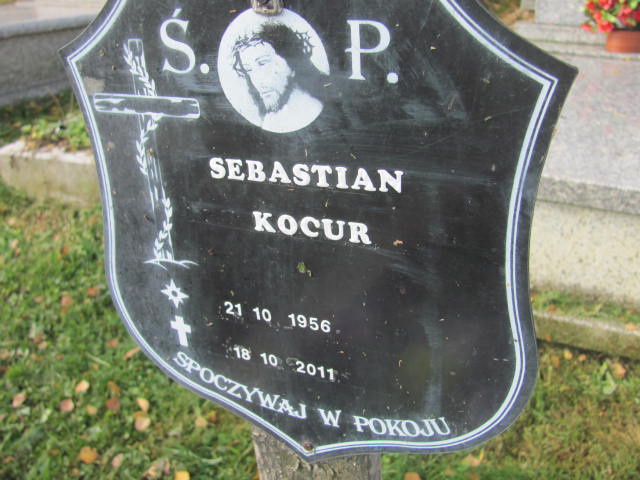 Ś. P.
SEBASTIAN
KOCUR
21 10 1956
18 10 2011
SPOCZYWAJ W POKOJU